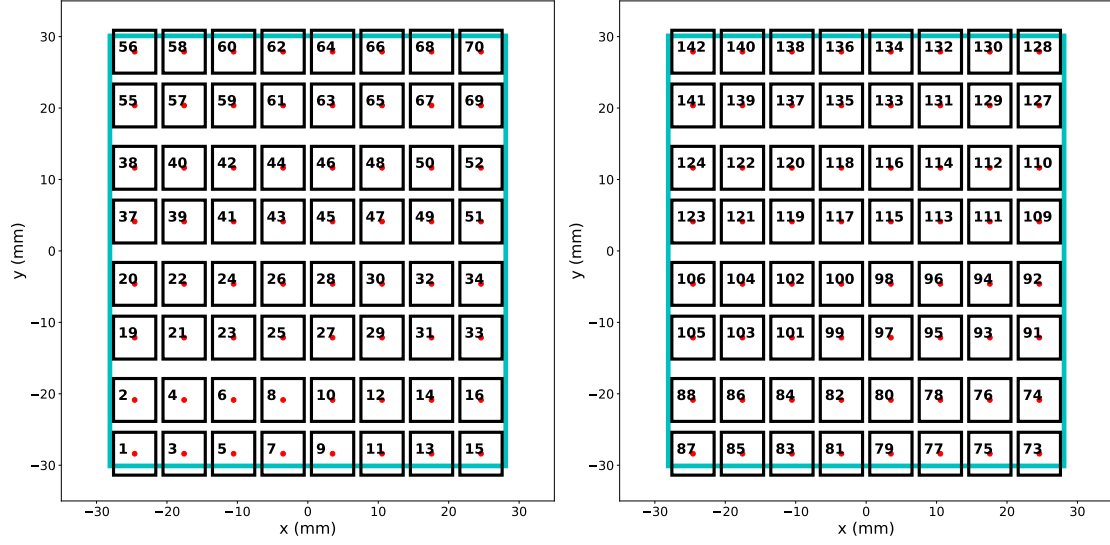 30
20
10
0
−10
−20
−30
y (mm)
56 58 60 62 64 66 68 70
55 57 59 61 63 65 67 69
38 40 42 44 46 48 50 52
37 39 41 43 45 47 49 51
20 22 24 26 28 30 32 34
19 21 23 25 27 29 31 33
2 4 6 8 10 12 14 16
1 3 5 7 9 11 13 15
−30 −20 −10 0 10 20 30
x (mm)
30
20
10
0
−10
−20
−30
y (mm)
142 140 138 136 134 132 130 128
141 139 137 135 133 131 129 127
124 122 120 118 116 114 112 110
123 121 119 117 115 113 111 109
106 104 102 100 98 96 94 92
105 103 101 99 97 95 93 91
88 86 84 82 80 78 76 74
87 85 83 81 79 77 75 73
−30 −20 −10 0 10 20 30
x (mm)